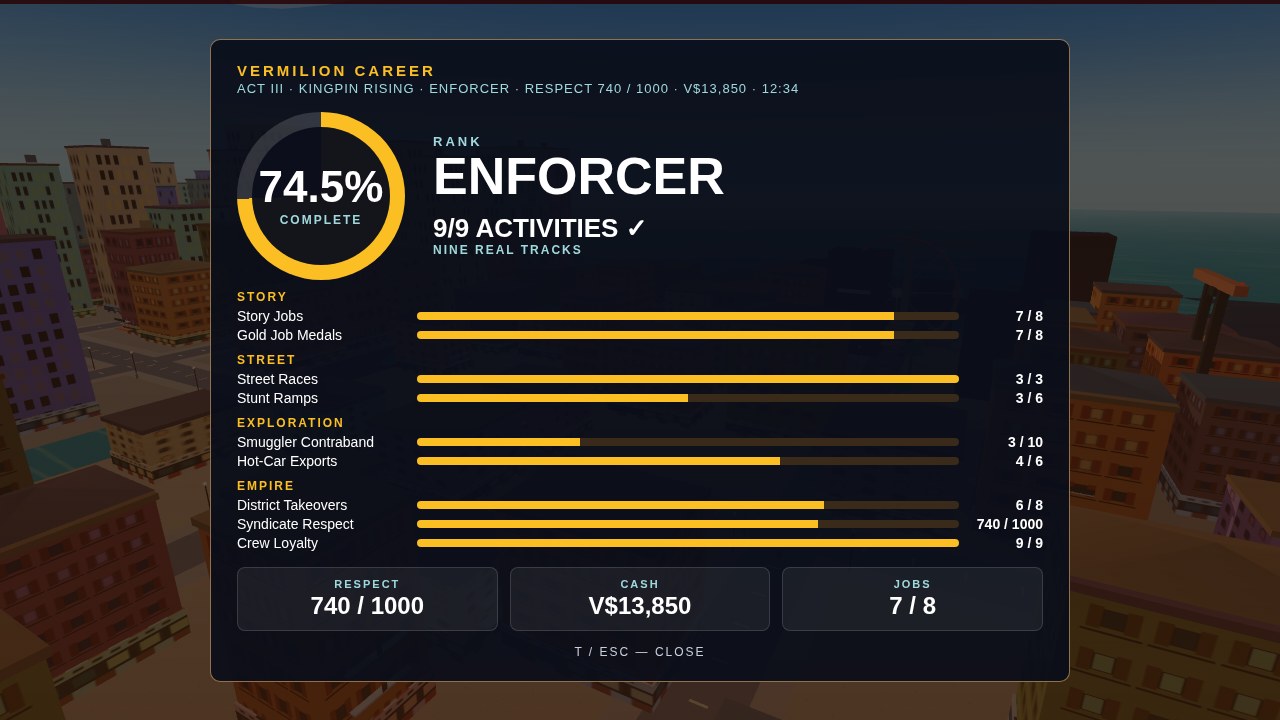 VERMILION CAREER
ACT III · KINGPIN RISING · ENFORCER · RESPECT 740 / 1000 · V$13,850 · 12:34
74.5%
COMPLETE
RANK
ENFORCER
9/9 ACTIVITIES ✓
NINE REAL TRACKS
STORY
Story Jobs 7 / 8
Gold Job Medals 7 / 8
STREET
Street Races 3 / 3
Stunt Ramps 3 / 6
EXPLORATION
Smuggler Contraband 3 / 10
Hot-Car Exports 4 / 6
EMPIRE
District Takeovers 6 / 8
Syndicate Respect 740 / 1000
Crew Loyalty 9 / 9
RESPECT
740 / 1000
CASH
V$13,850
JOBS
7 / 8
T / ESC — CLOSE